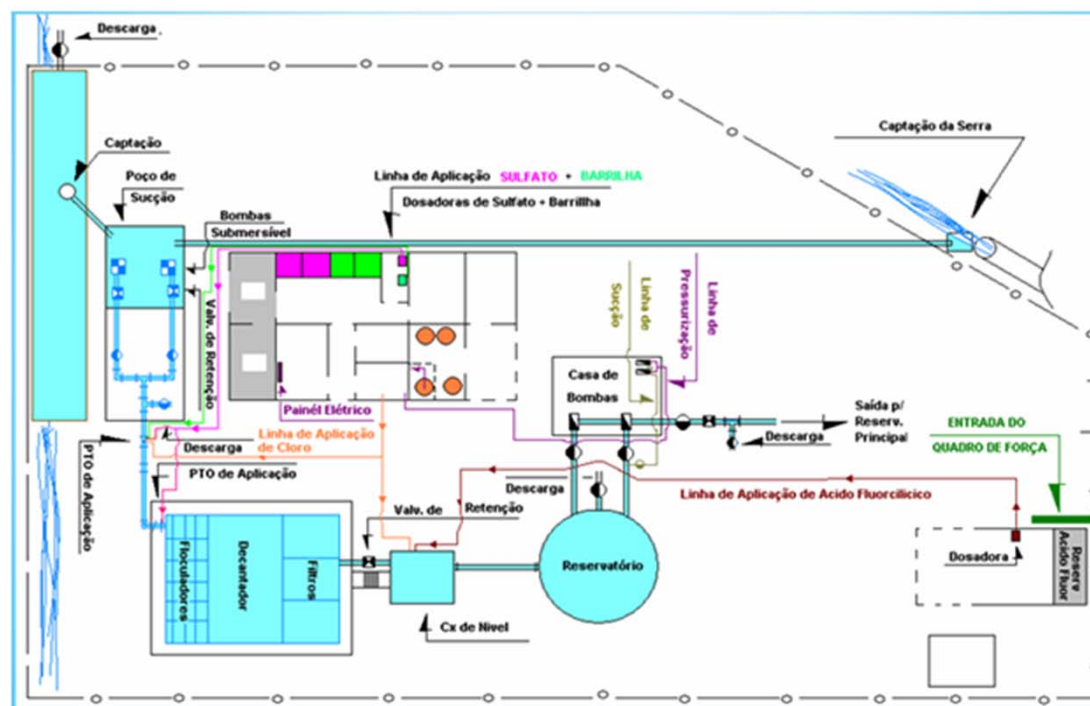 Descarga .
Captação
Captação da Serra
Poço de
Sucção
Linha de Aplicação SULFATO + BARRILHA
Dosadoras de Sulfato + Barrillha
Bombas
Submersível
Valv. de Retenção
Linha de
Sucção
Linha de
Pressurização
Casa de
Bombas
Painél Elétrico
Saída p/
Reserv.
Principal
Descarga
ENTRADA DO
QUADRO DE FORÇA
Descarga
Linha de Aplicação
de Cloro
PTO de Aplicação
PTO de Aplicação
Descarga
Linha de Aplicação de Acido Fluorcilicico
Valv. de Retenção
Floculadores
Decantador
Filtros
Reservatório
Dosadora
Reserv
Acido Fluor
Cx de Nivel